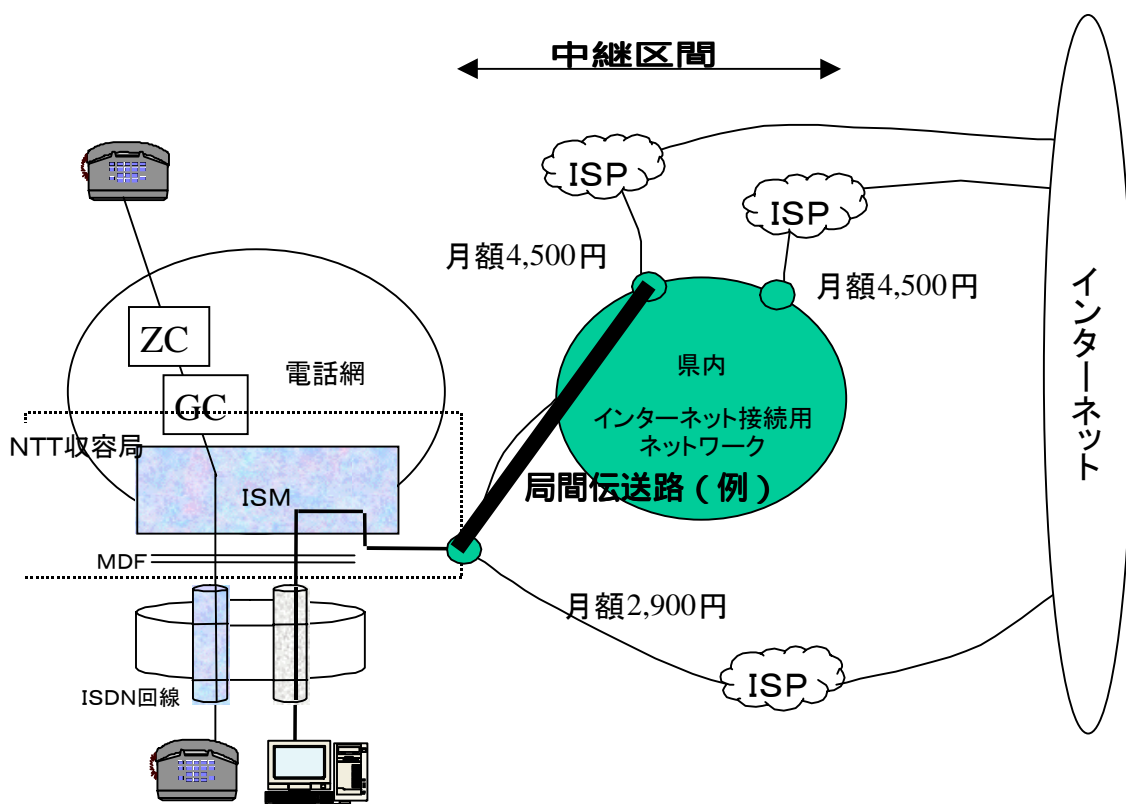 中継区間
ISP
ISP
月額4,500円
月額4,500円
ZC
電話網
GC
県内
インターネット接続用
ネットワーク
NTT収容局
局間伝送路(例)
ISM
MDF
月額2,900円
ISP
ISDN回線
インターネット